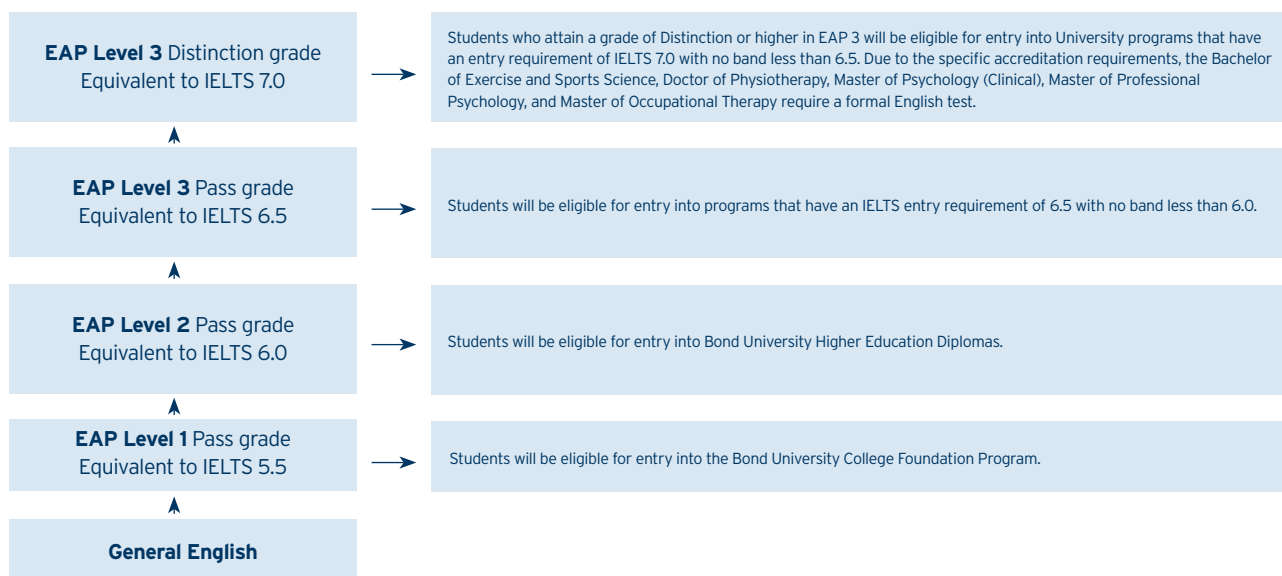 EAP Level 3 Distinction grade
Equivalent to IELTS 7.0
Students who attain a grade of Distinction or higher in EAP 3 will be eligible for entry into University programs that have
an entry requirement of IELTS 7.0 with no band less than 6.5. Due to the specific accreditation requirements, the Bachelor
of Exercise and Sports Science, Doctor of Physiotherapy, Master of Psychology (Clinical), Master of Professional
Psychology, and Master of Occupational Therapy require a formal English test.
EAP Level 3 Pass grade
Equivalent to IELTS 6.5
Students will be eligible for entry into programs that have an IELTS entry requirement of 6.5 with no band less than 6.0.
EAP Level 2 Pass grade
Equivalent to IELTS 6.0
Students will be eligible for entry into Bond University Higher Education Diplomas.
EAP Level 1 Pass grade
Equivalent to IELTS 5.5
Students will be eligible for entry into the Bond University College Foundation Program.
General English